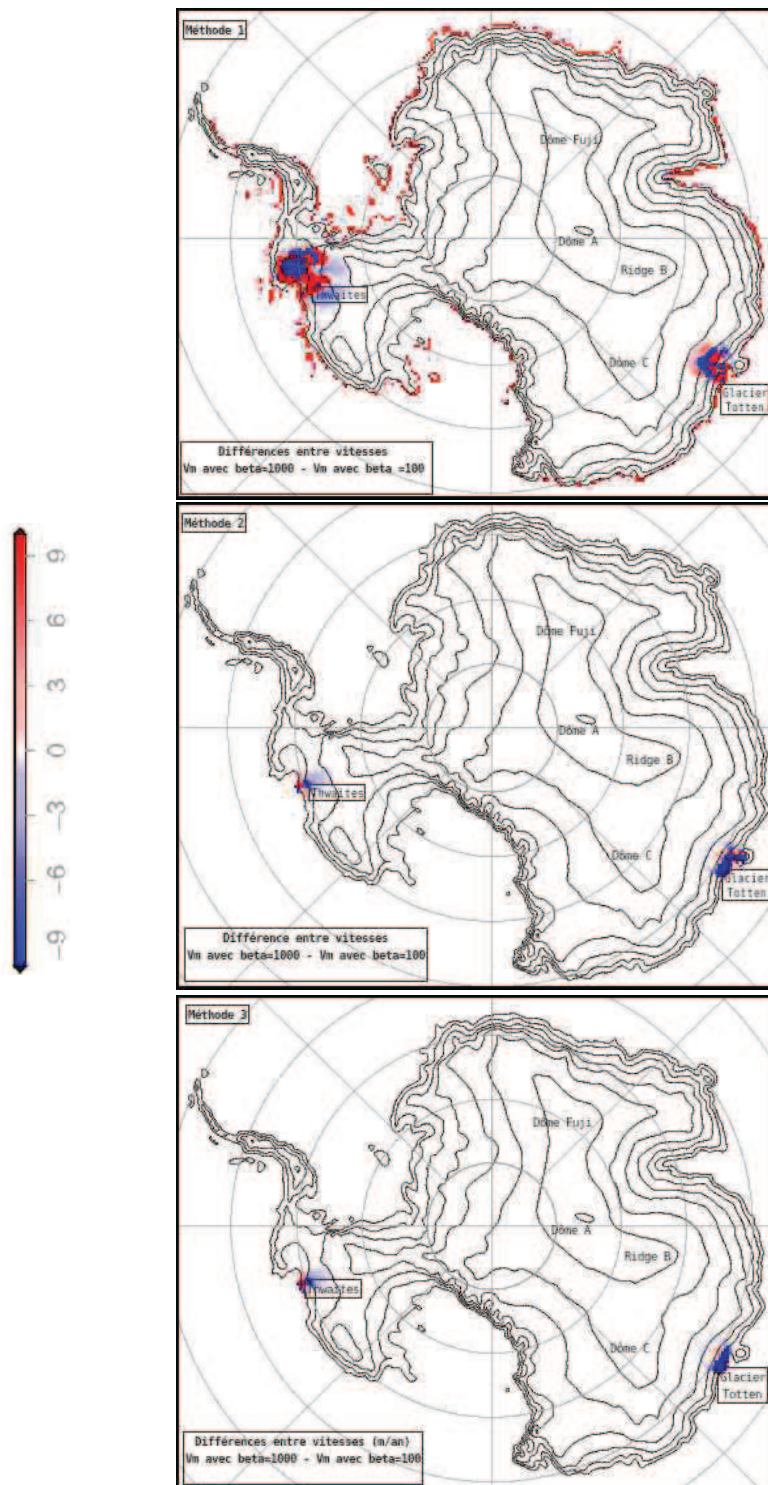 Méthode 1
Dôme Fuji
Dôme A
Ridge B
Thwaites
Dôme C
Glacier
Totten
Différences entre vitesses
Vm avec beta=1000 - Vm avec beta =100
9
6
3
0
-3
-6
-9
Méthode 2
Dôme Fuji
Dôme A
Ridge B
Thwaites
Dôme C
Glacier
Totten
Différence entre vitesses
Vm avec beta=1000 - Vm avec beta=100
Méthode 3
Dôme Fuji
Dôme A
Ridge B
Thwaites
Dôme C
Glacier
Totten
Différences entre vitesses (m/an)
Vm avec beta=1000 - Vm avec beta=100